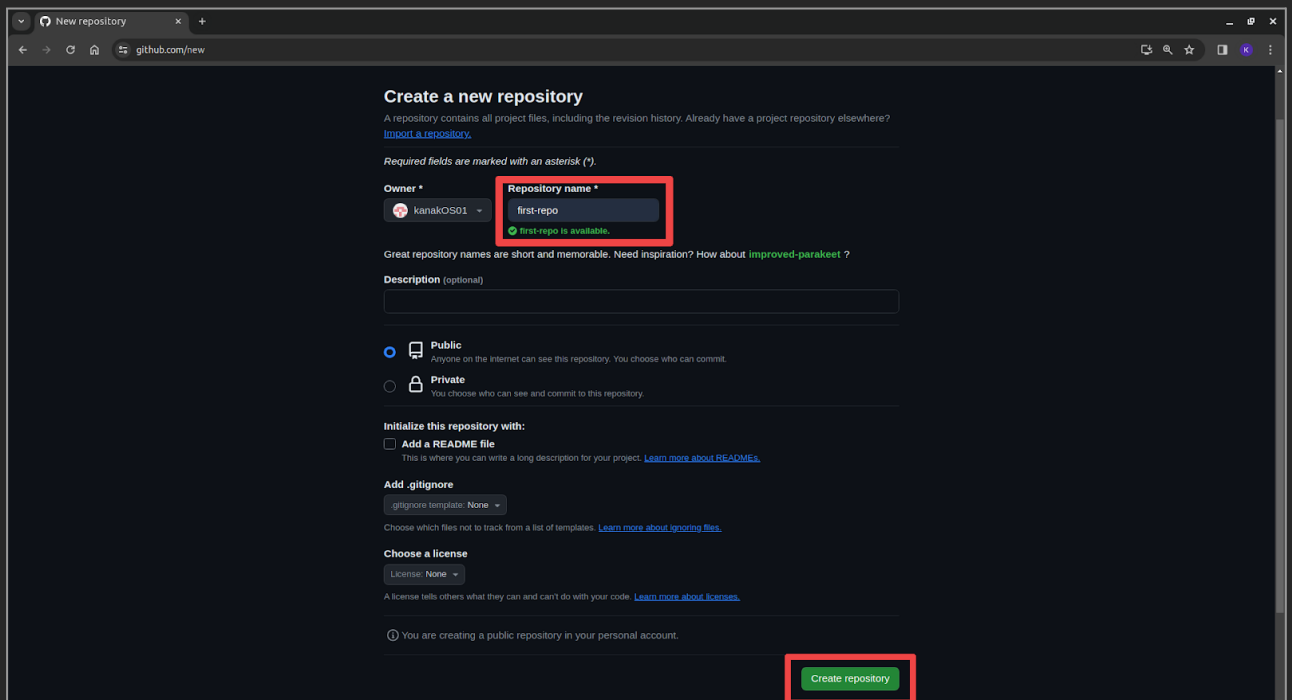 New repository
github.com/new
K
Create a new repository
A repository contains all project files, including the revision history. Already have a project repository elsewhere?
Import a repository.
Required fields are marked with an asterisk (*).
Owner * Repository name *
kanakOS01 first-repo
first-repo is available.
Great repository names are short and memorable. Need inspiration? How about improved-parakeet ?
Description (optional)
Public
Anyone on the internet can see this repository. You choose who can commit.
Private
You choose who can see and commit to this repository.
Initialize this repository with:
Add a README file
This is where you can write a long description for your project. Learn more about READMEs.
Add .gitignore
.gitignore template: None
Choose which files not to track from a list of templates. Learn more about ignoring files.
Choose a license
License: None
A license tells others what they can and can't do with your code. Learn more about licenses.
You are creating a public repository in your personal account.
Create repository